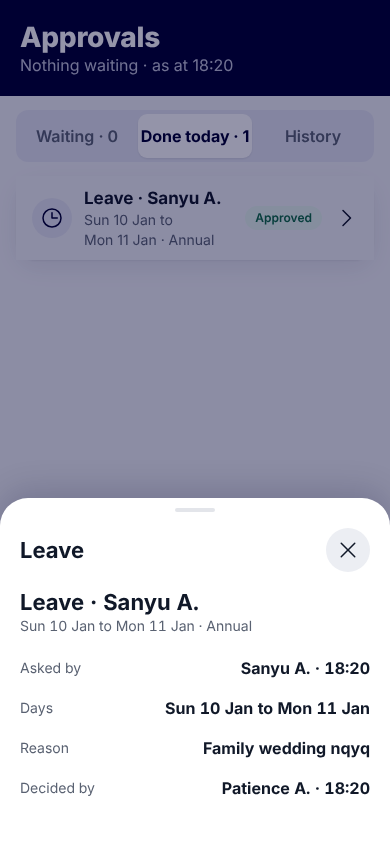 Approvals
Nothing waiting · as at 18:20
Waiting · 0
Done today · 1
History
Leave · Sanyu A.
Sun 10 Jan to
Mon 11 Jan · Annual
Approved
Leave
Leave · Sanyu A.
Sun 10 Jan to Mon 11 Jan · Annual
Asked by
Sanyu A. · 18:20
Days
Sun 10 Jan to Mon 11 Jan
Reason
Family wedding nqyq
Decided by
Patience A. · 18:20